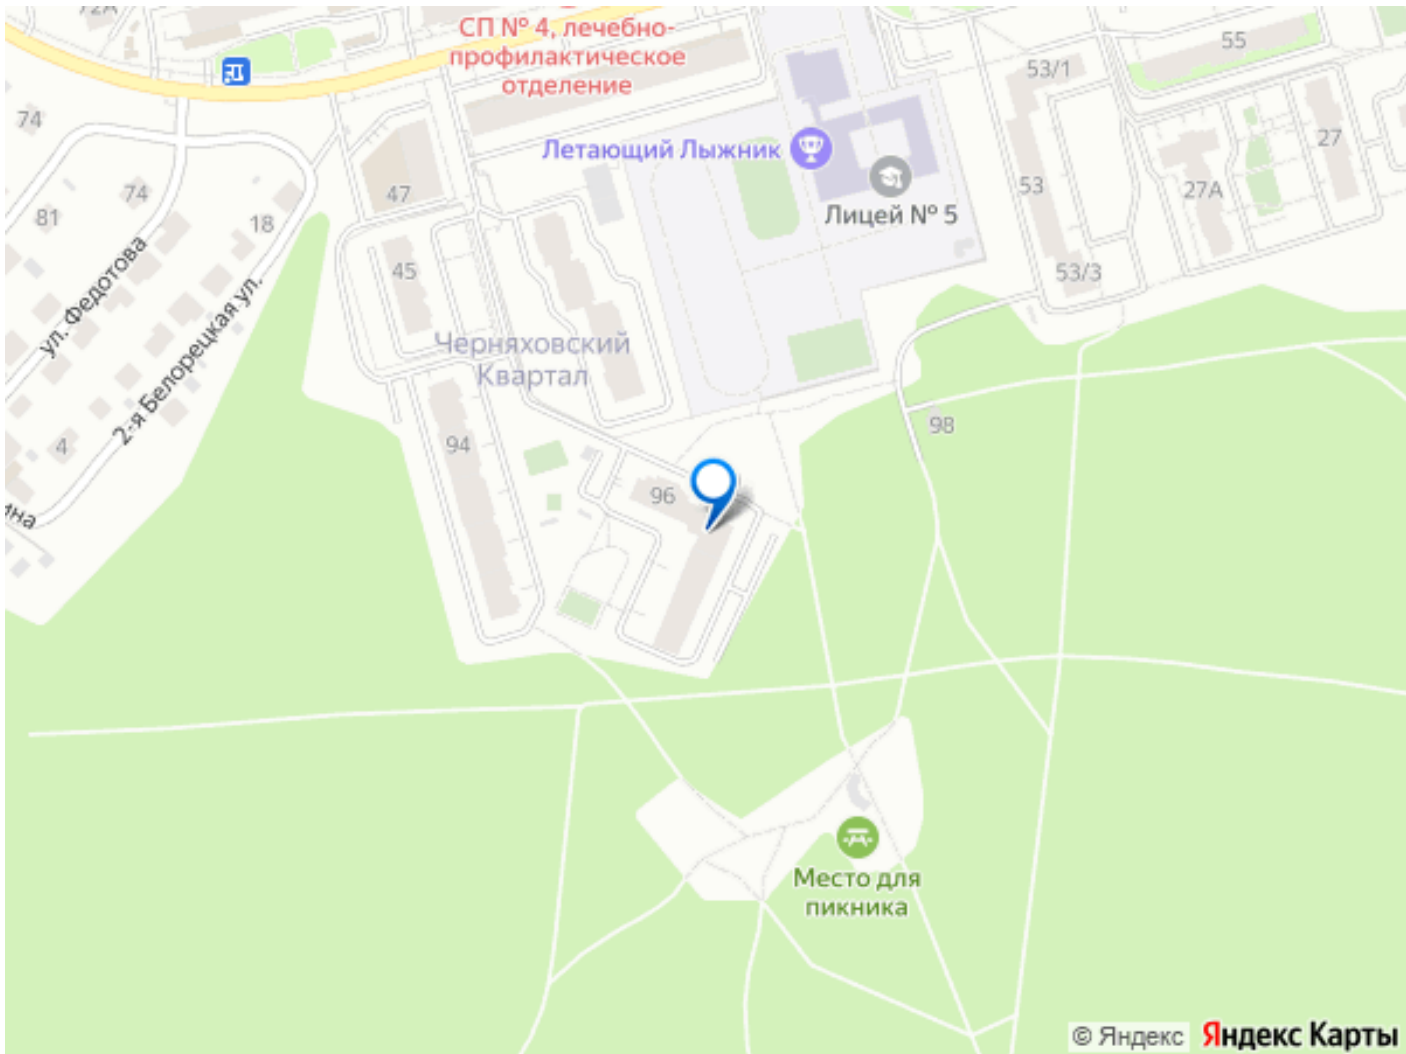 72А
СП № 4, лечебно-
профилактическое
отделение
55
53/1
74
Летающий Лыжник
27
53
27А
74
47
Лицей № 5
81
18
ул. Федотова
45
53/3
2-я Белорецкая ул.
Черняховский
Квартал
98
4
94
96
ина
Место для
пикника
© Яндекс Яндекс Карты